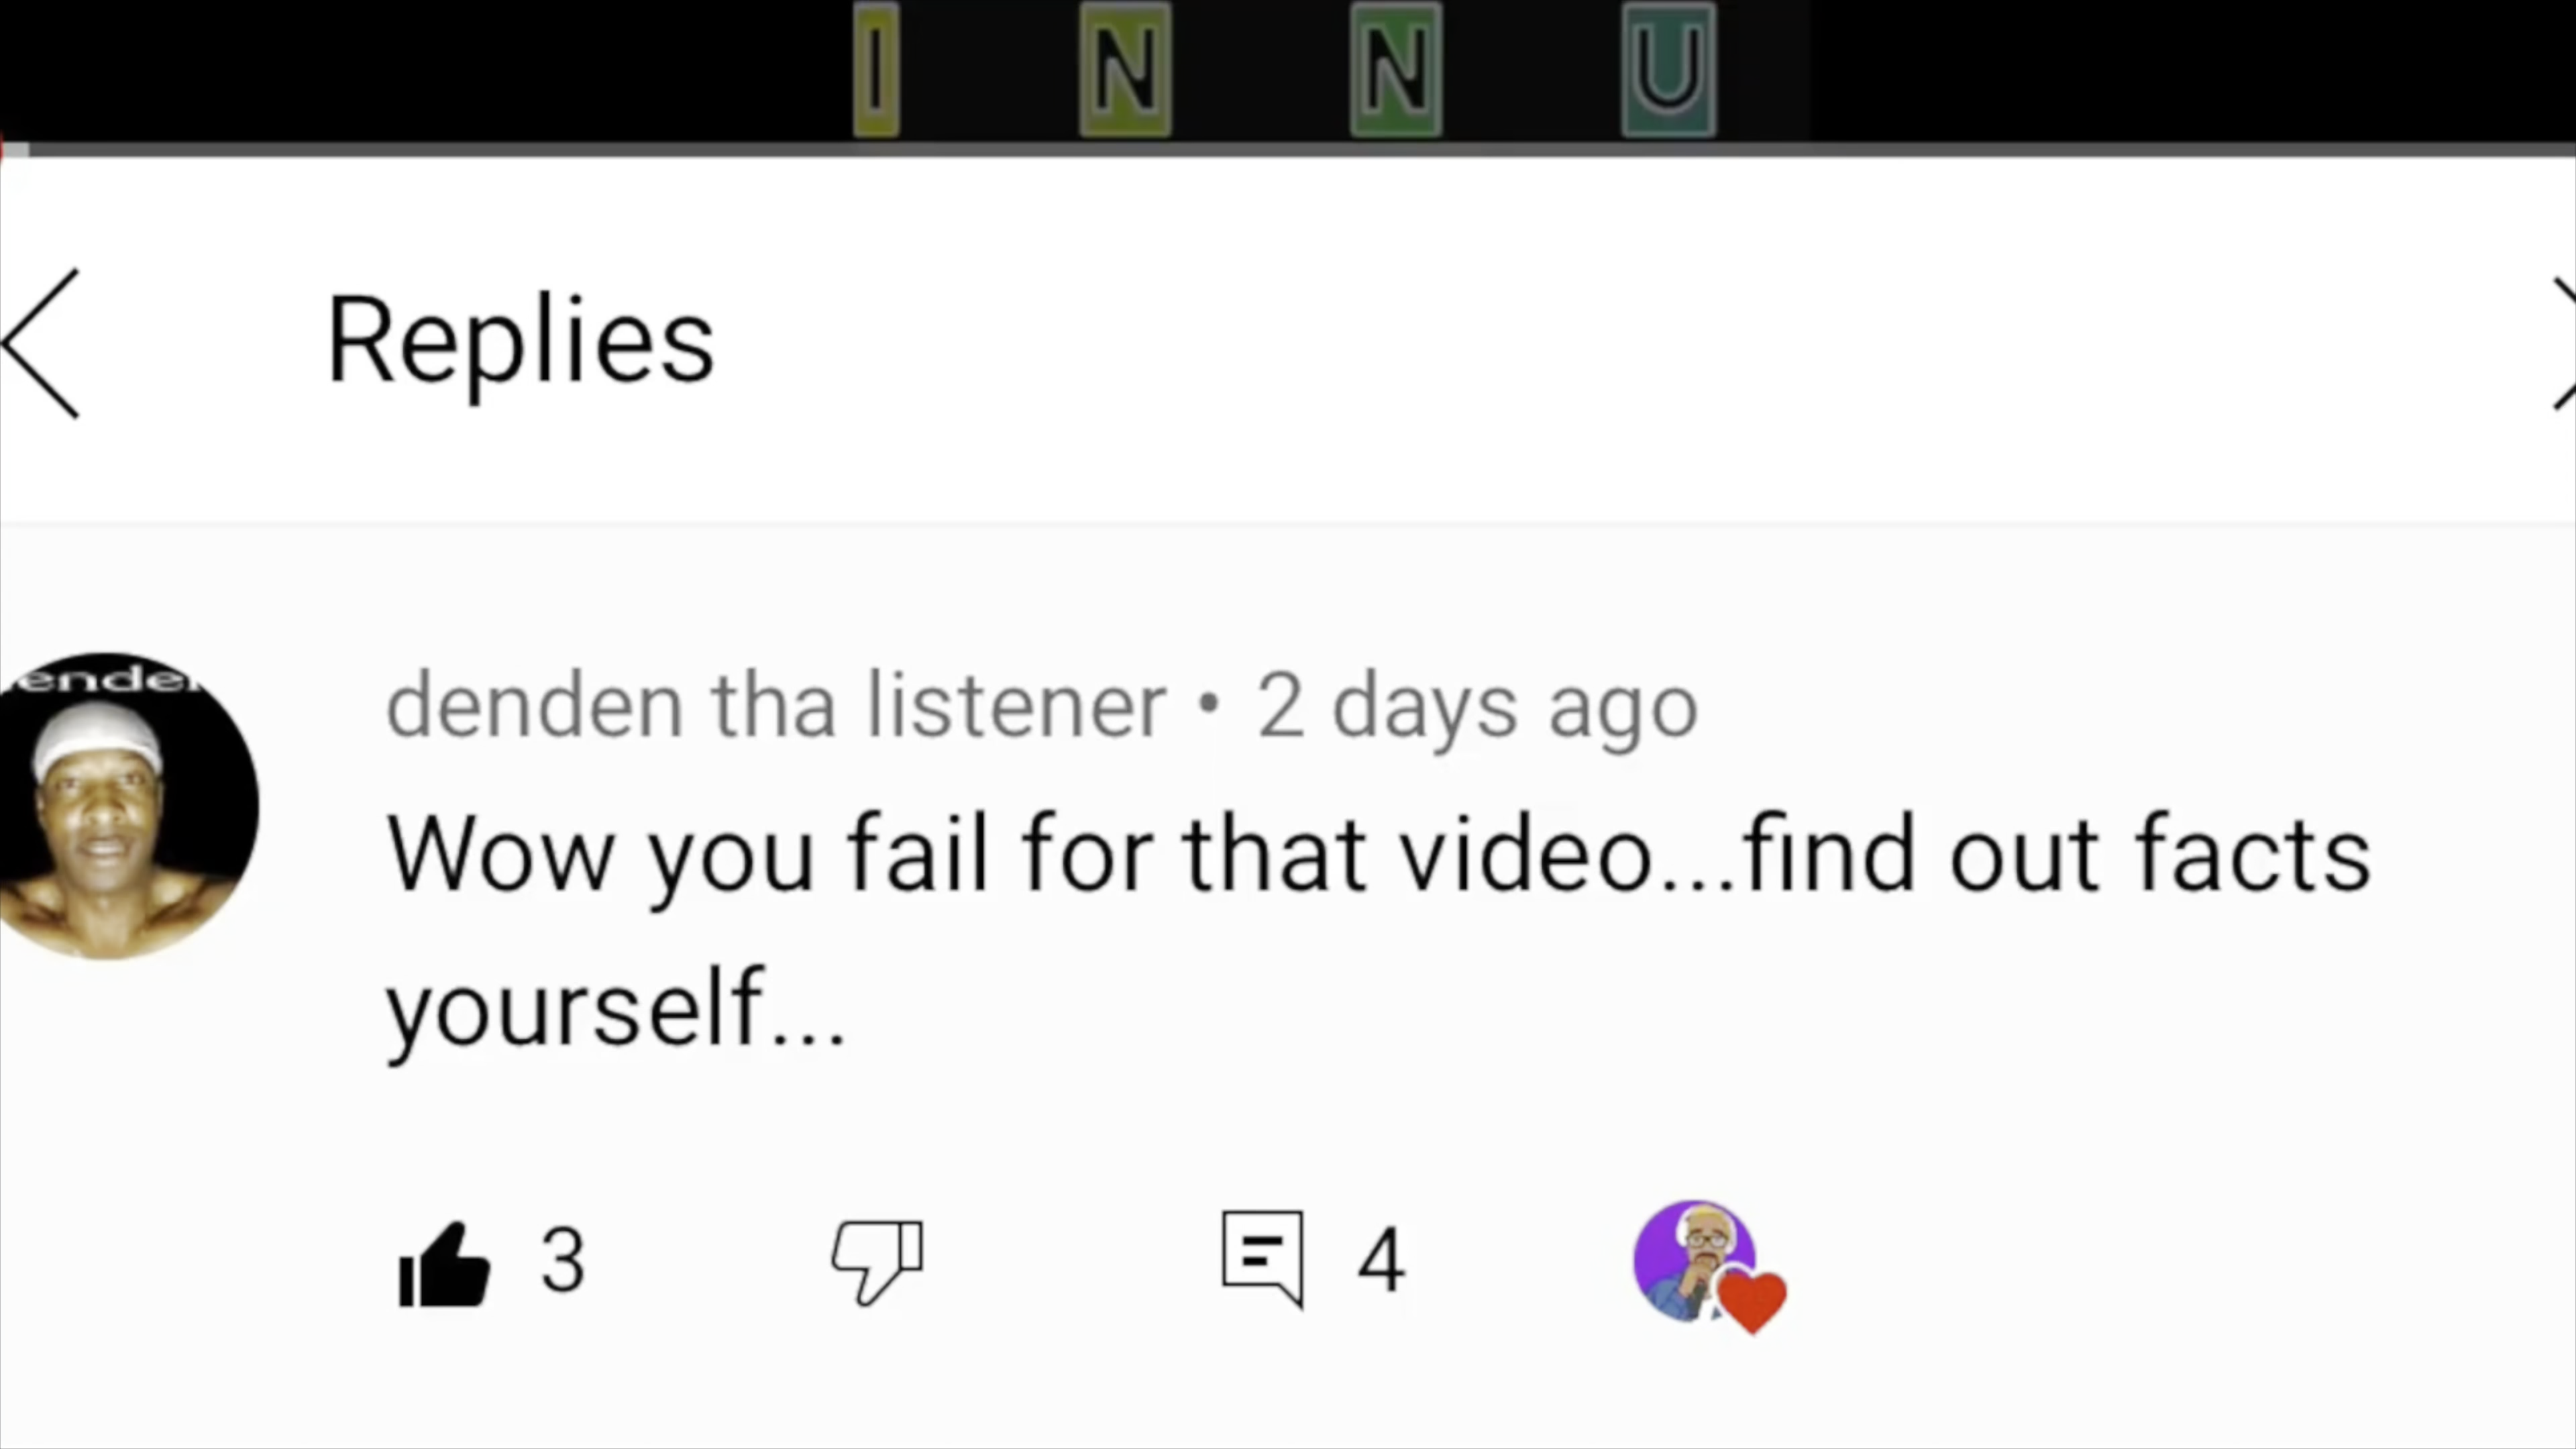 I N N U
Replies
ender
denden tha listener • 2 days ago
Wow you fail for that video...find out facts
yourself...
3
4